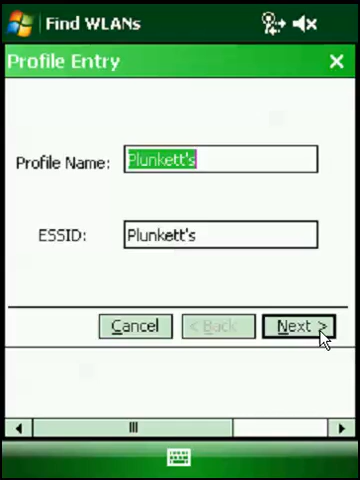 Find WLANs
Profile Entry
Profile Name: Plunkett's
ESSID: Plunkett's
Cancel < Back Next >